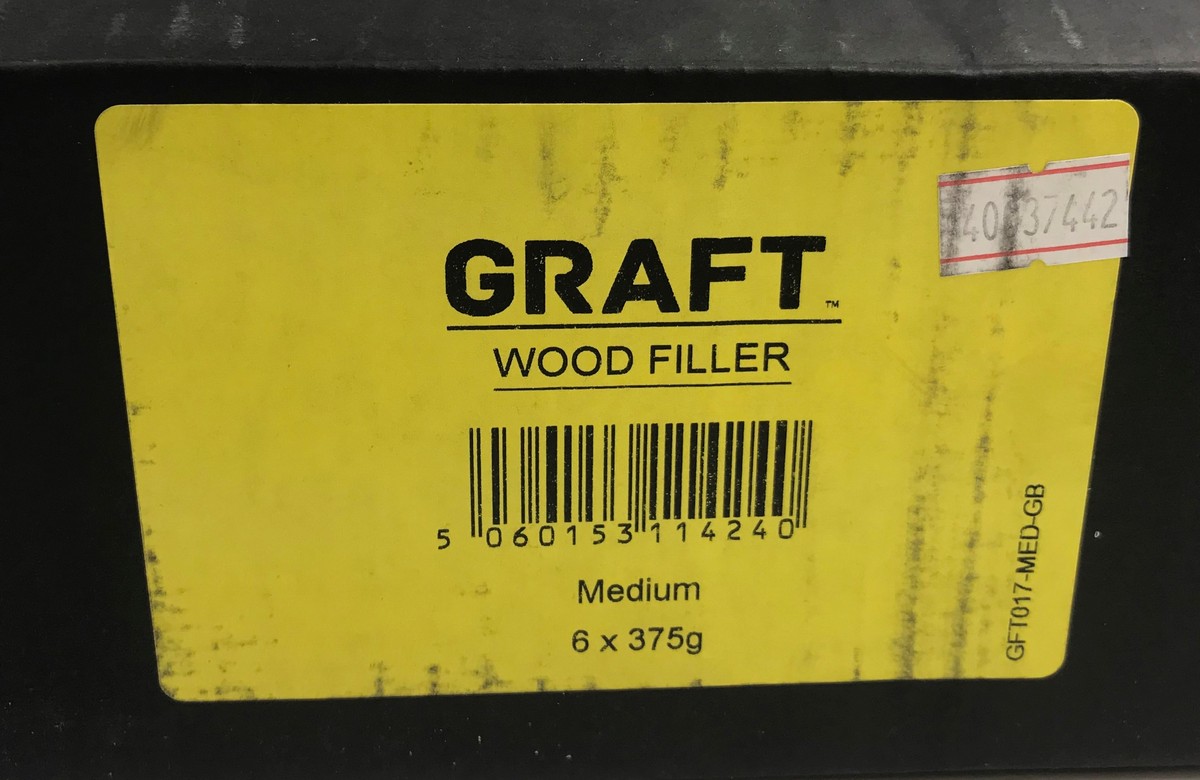 GRAFT™
WOOD FILLER
5 060153 114240
Medium
6 x 375g
GFT017-MED-GB